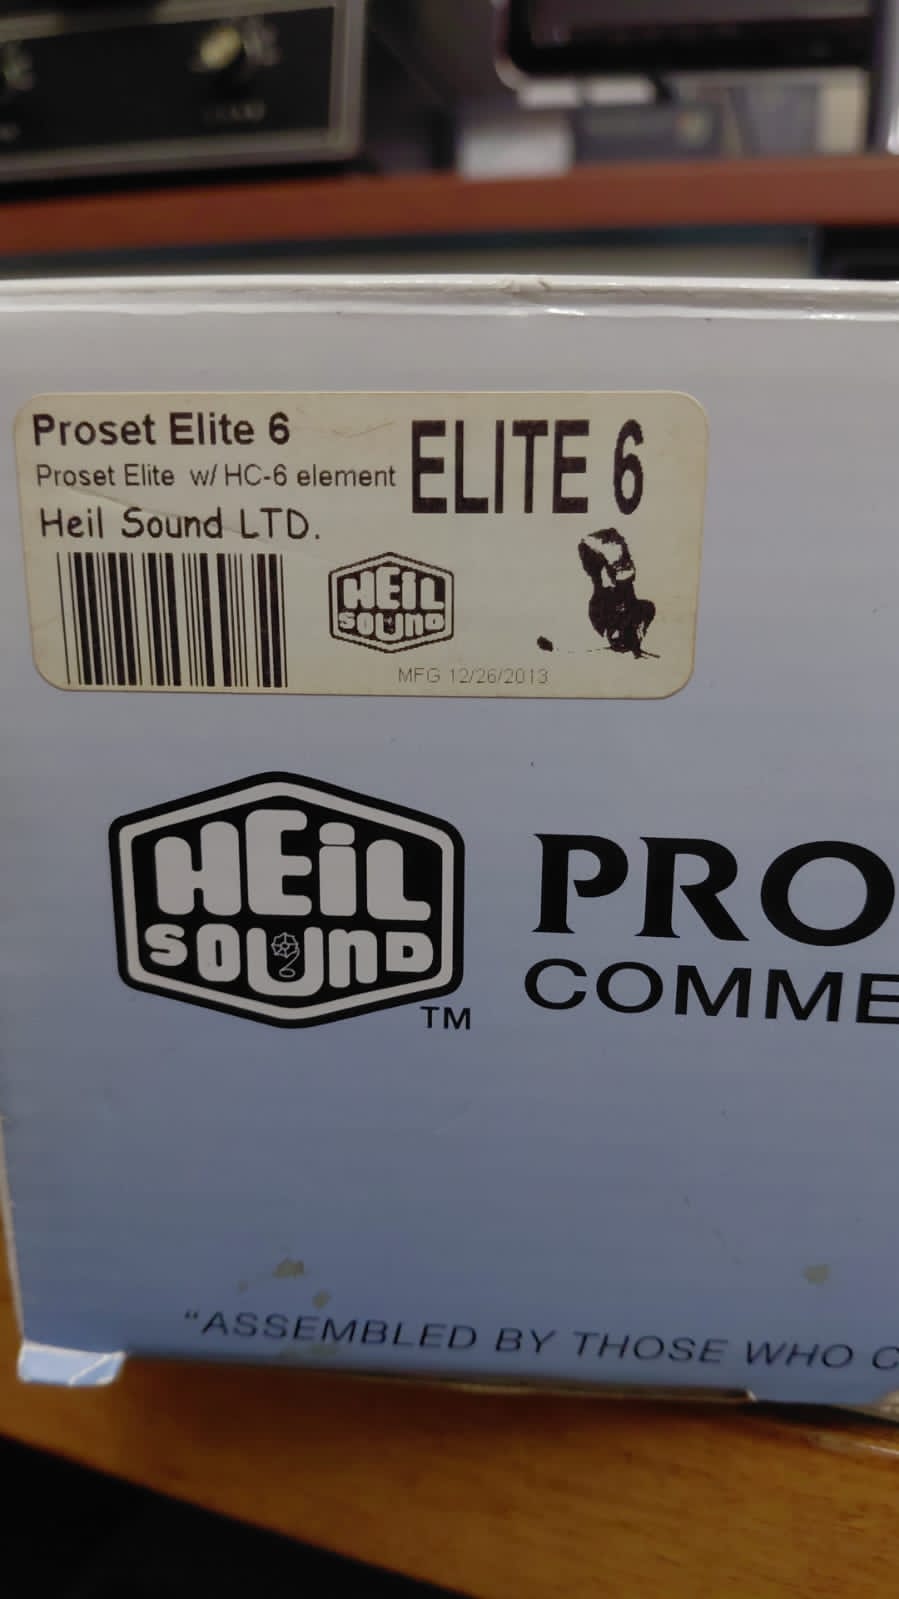 Proset Elite 6
ELITE 6
Proset Elite w/ HC-6 element
Heil Sound LTD.
HEiL
SOUND
MFG 12/26/2013
HEiL
SOUND
TM
PRO
COMME
"ASSEMBLED BY THOSE WHO C